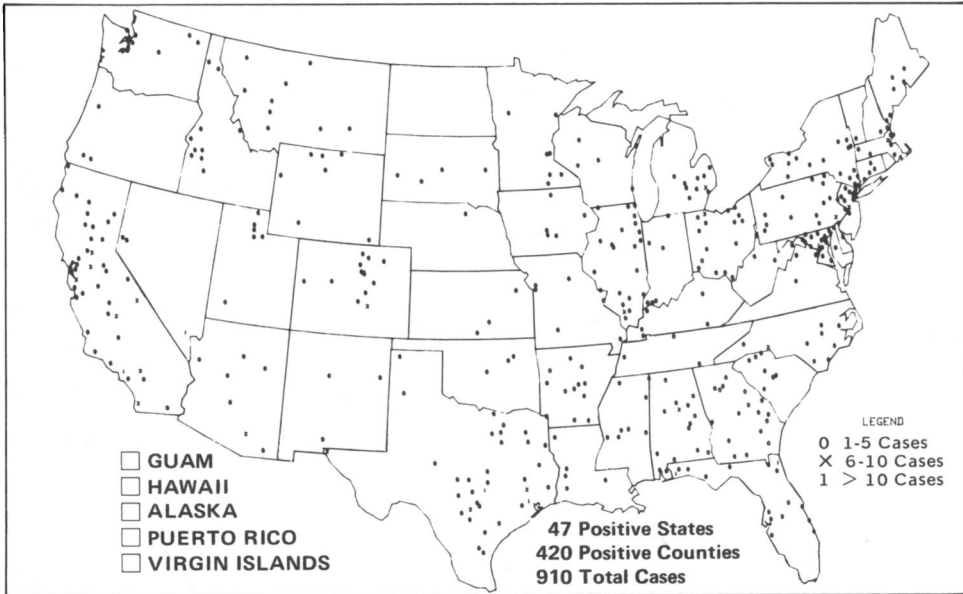 LEGEND
0 1-5 Cases
× 6-10 Cases
1 > 10 Cases
□ GUAM
□ HAWAII
□ ALASKA
□ PUERTO RICO
□ VIRGIN ISLANDS
47 Positive States
420 Positive Counties
910 Total Cases